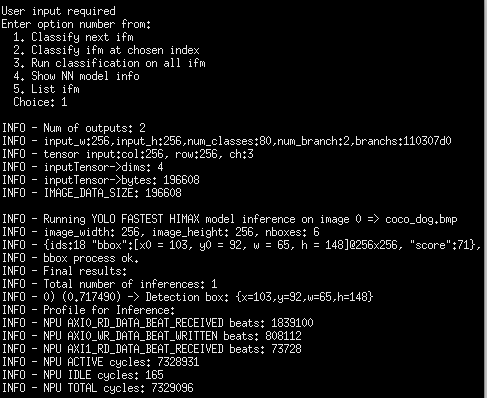 User input required
Enter option number from:
1. Classify next ifm
2. Classify ifm at chosen index
3. Run classification on all ifm
4. Show NN model info
5. List ifm
Choice: 1
INFO - Num of outputs: 2
INFO - input_w:256,input_h:256,num_classes:80,num_branch:2,branchs:110307d0
INFO - tensor input:col:256, row:256, ch:3
INFO - inputTensor->dims: 4
INFO - inputTensor->bytes: 196608
INFO - IMAGE_DATA_SIZE: 196608
INFO - Running YOLO FASTEST HIMAX model inference on image 0 => coco_dog.bmp
INFO - image_width: 256, image_height: 256, nboxes: 6
INFO - {ids:18 "bbox":[x0 = 103, y0 = 92, w = 65, h = 148]@256x256, "score":71},
INFO - bbox process ok.
INFO - Final results:
INFO - Total number of inferences: 1
INFO - 0) (0.717490) -> Detection box: {x=103,y=92,w=65,h=148}
INFO - Profile for Inference:
INFO - NPU AXI0_RD_DATA_BEAT_RECEIVED beats: 1839100
INFO - NPU AXI0_WR_DATA_BEAT_WRITTEN beats: 808112
INFO - NPU AXI1_RD_DATA_BEAT_RECEIVED beats: 73728
INFO - NPU ACTIVE cycles: 7328931
INFO - NPU IDLE cycles: 165
INFO - NPU TOTAL cycles: 7329096